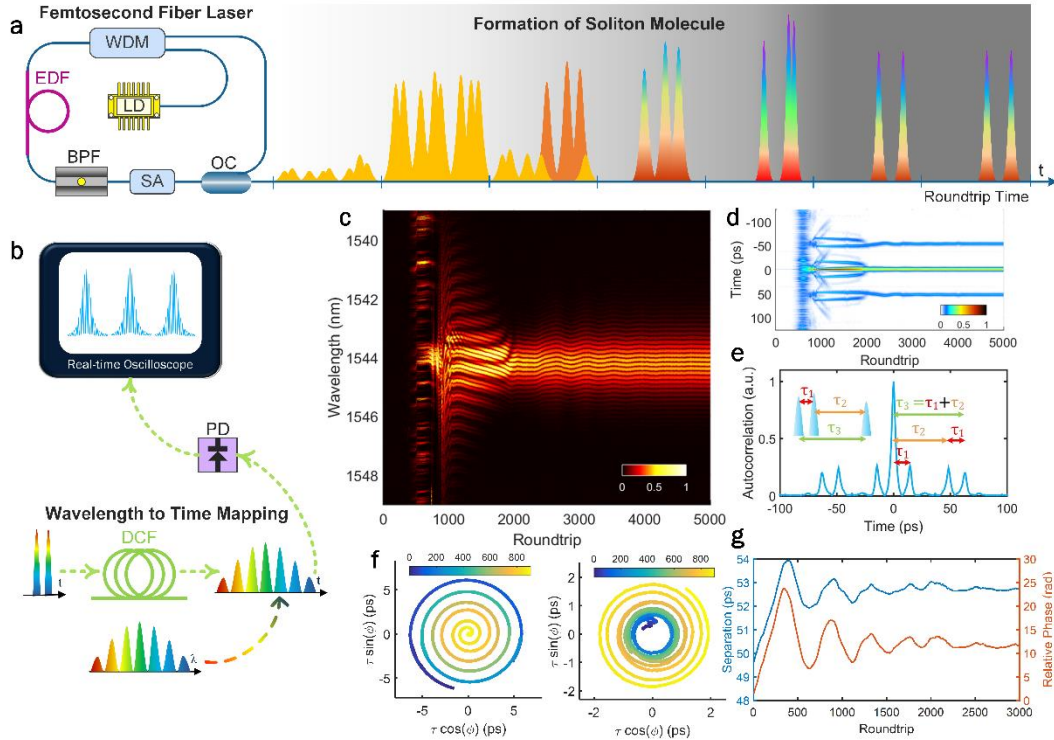 a
Femtosecond Fiber Laser
WDM
EDF
LD
BPF
SA
OC
Formation of Soliton Molecule
t
Roundtrip Time
b
Real-time Oscilloscope
PD
Wavelength to Time Mapping
DCF
t
t
λ
c
1540
1542
1544
1546
1548
Wavelength (nm)
0 0.5 1
0 1000 2000 3000 4000 5000
Roundtrip
d
-100
-50
0
50
100
Time (ps)
0 0.5 1
0 1000 2000 3000 4000 5000
Roundtrip
e
Autocorrelation (a.u.)
1
0.5
0
τ1
τ2
τ3
τ3 =τ1+τ2
τ2
τ1
τ1
-100 -50 0 50 100
Time (ps)
f
0 200 400 600 800
τ sin(ϕ) (ps)
5
0
-5
-5 0 5
τ cos(ϕ) (ps)
0 200 400 600 800
τ sin(ϕ) (ps)
2
1
0
-1
-2
-2 0 2
τ cos(ϕ) (ps)
g
Separation (ps)
54
53
52
51
50
49
48
30
25
20
15
10
5
0
Relative Phase (rad)
0 500 1000 1500 2000 2500 3000
Roundtrip